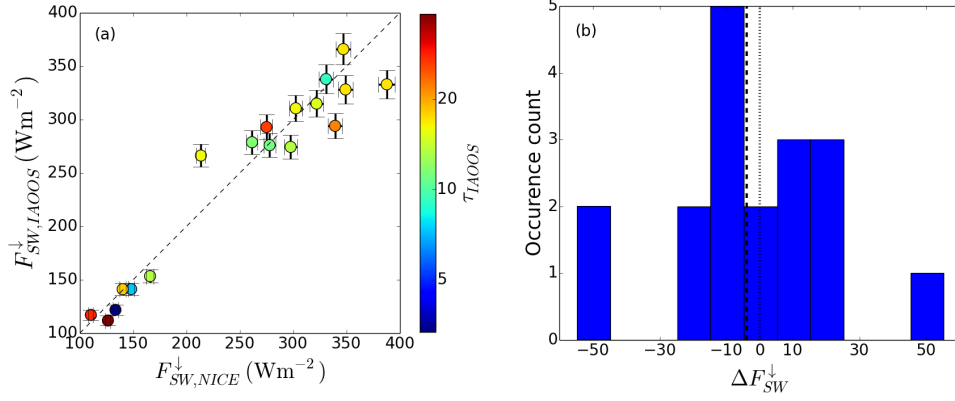 (a)
400
350
300
250
200
150
100
F↓SW,IAOOS (Wm−2)
100 150 200 250 300 350 400
F↓SW,NICE (Wm−2)
20
10
5
τIAOOS
(b)
5
4
3
2
1
0
Occurence count
−50 −30 −10 0 10 30 50
ΔF↓SW